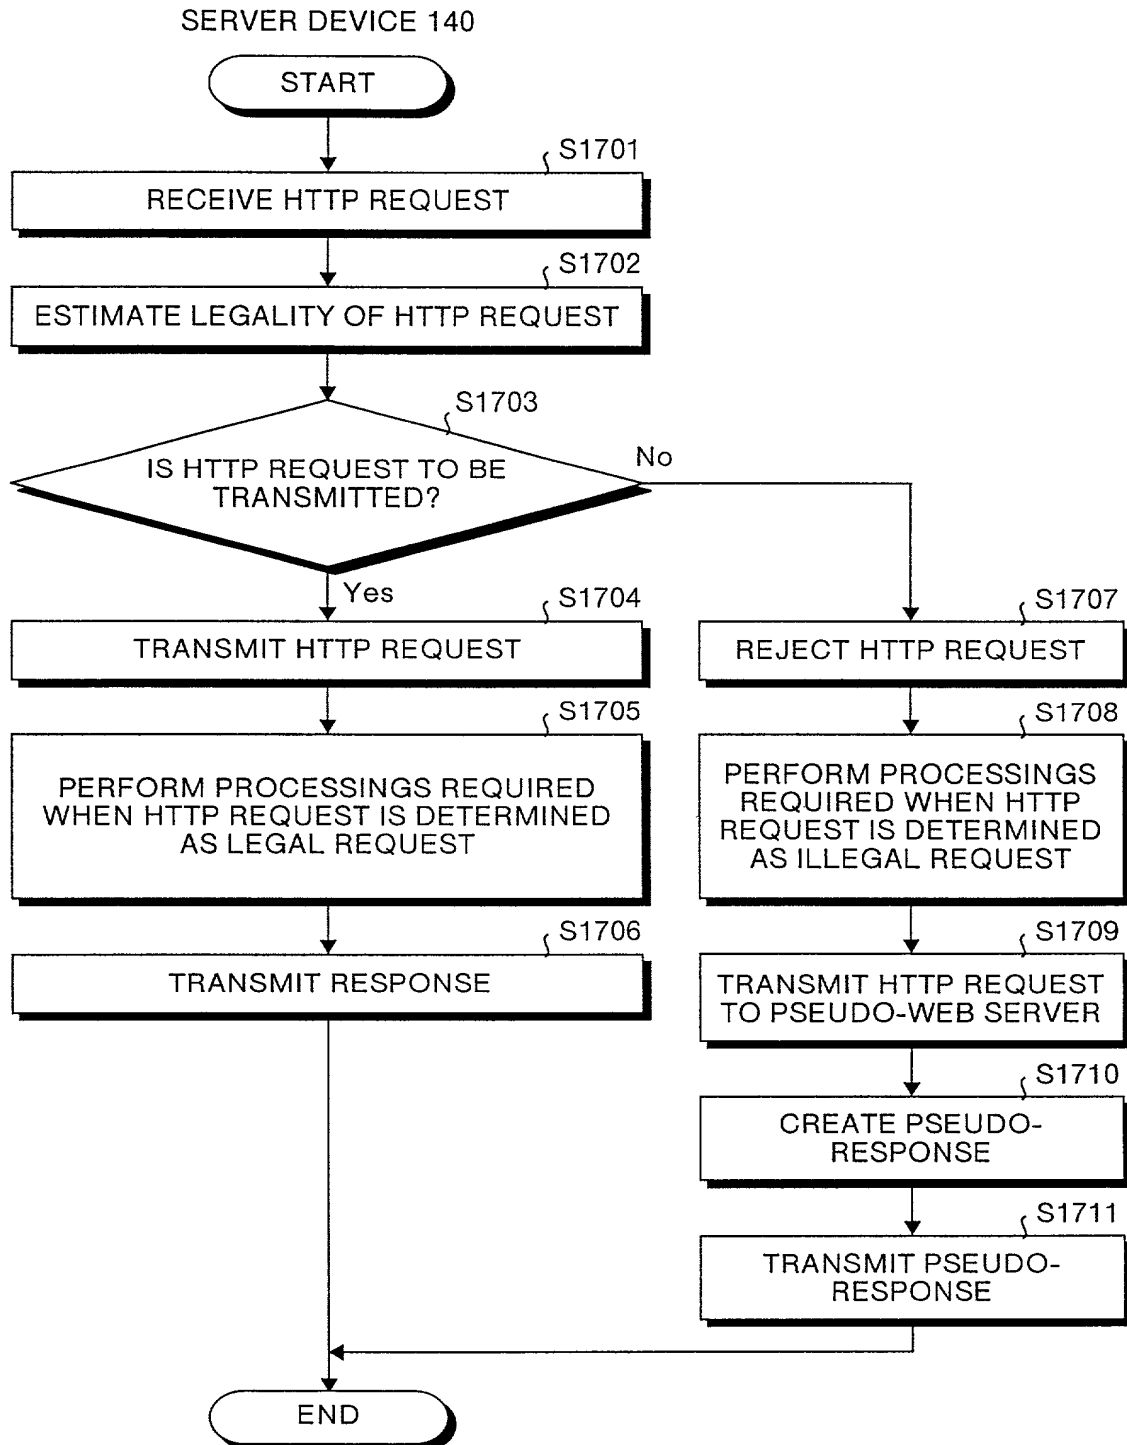 SERVER DEVICE 140
START
S1701
RECEIVE HTTP REQUEST
S1702
ESTIMATE LEGALITY OF HTTP REQUEST
S1703
IS HTTP REQUEST TO BE
TRANSMITTED?
No
Yes
S1704
TRANSMIT HTTP REQUEST
S1705
PERFORM PROCESSINGS REQUIRED
WHEN HTTP REQUEST IS DETERMINED
AS LEGAL REQUEST
S1706
TRANSMIT RESPONSE
S1707
REJECT HTTP REQUEST
S1708
PERFORM PROCESSINGS
REQUIRED WHEN HTTP
REQUEST IS DETERMINED
AS ILLEGAL REQUEST
S1709
TRANSMIT HTTP REQUEST
TO PSEUDO-WEB SERVER
S1710
CREATE PSEUDO-
RESPONSE
S1711
TRANSMIT PSEUDO-
RESPONSE
END